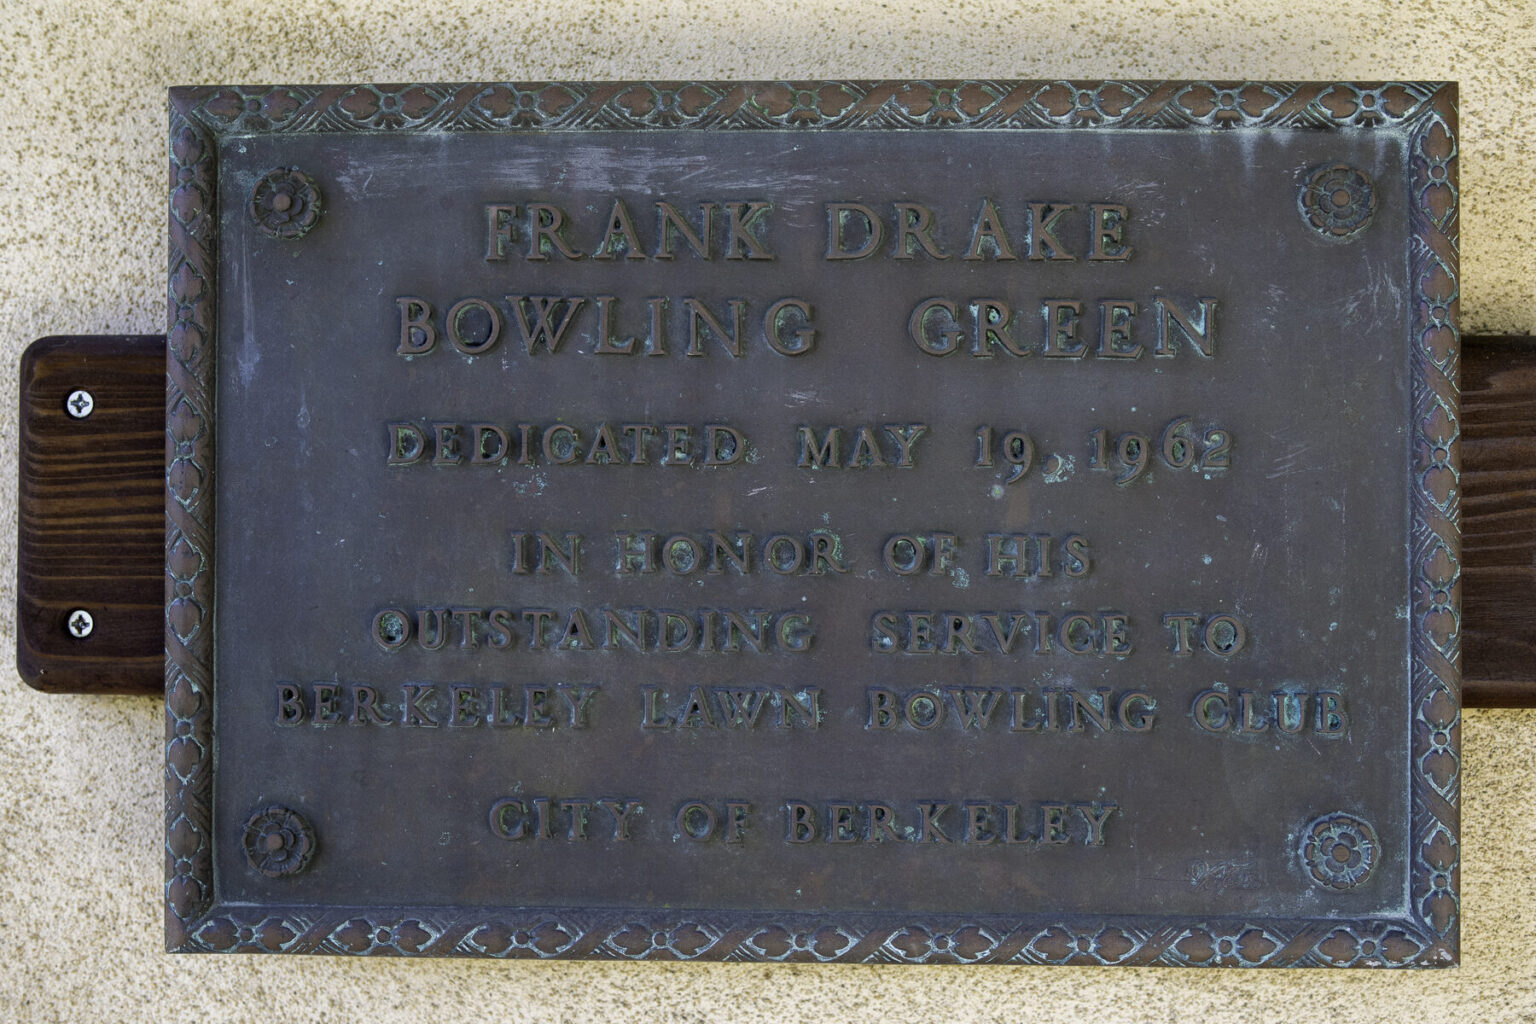 FRANK DRAKE
BOWLING GREEN
DEDICATED MAY 19, 1962
IN HONOR OF HIS
OUTSTANDING SERVICE TO
BERKELEY LAWN BOWLING CLUB
CITY OF BERKELEY